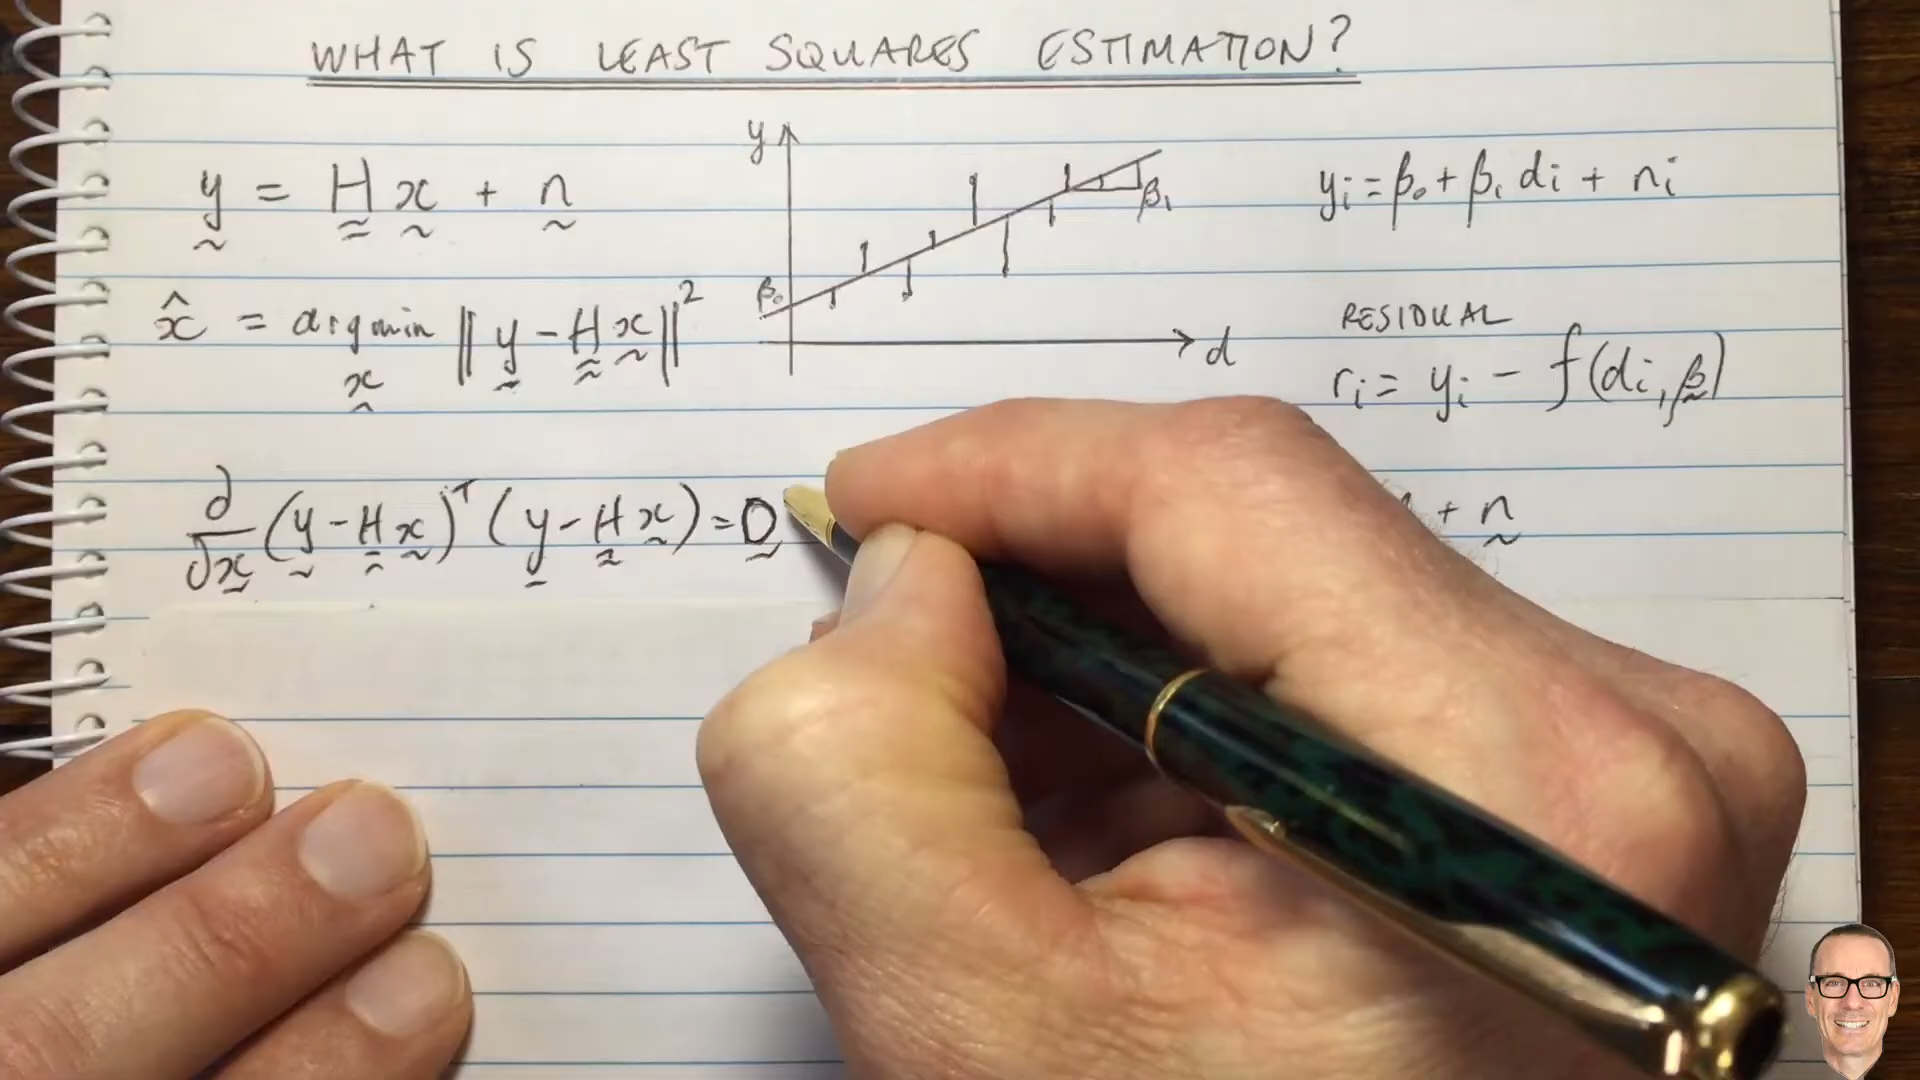 WHAT IS LEAST SQUARES ESTIMATION?
y = H x + n
x̂ = argmin ‖ y - H x ‖²
x
∂/∂x (y - H x)ᵀ (y - H x) = 0
y
β₀
β₁
d
yᵢ = β₀ + β₁ dᵢ + nᵢ
RESIDUAL
rᵢ = yᵢ - f(dᵢ, β)
+ n